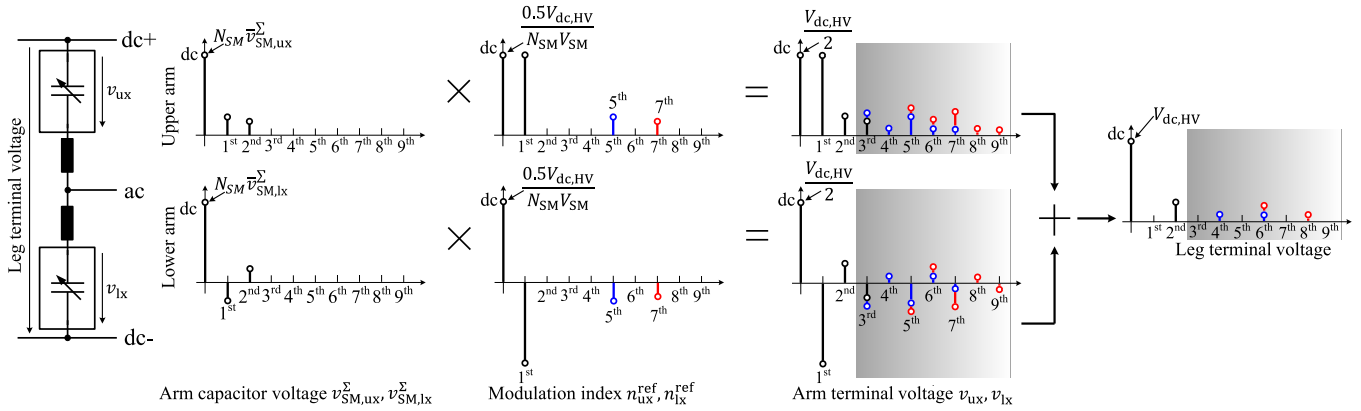 Leg terminal voltage
dc+
v_ux
ac
v_lx
dc-
Upper arm
dc
N_SM v̄^Σ_SM,ux
1st 2nd 3rd 4th 5th 6th 7th 8th 9th
×
dc
0.5V_dc,HV
N_SM V_SM
5th
7th
1st 2nd 3rd 4th 5th 6th 7th 8th 9th
=
dc
V_dc,HV
2
1st 2nd 3rd 4th 5th 6th 7th 8th 9th
Lower arm
dc
N_SM v̄^Σ_SM,lx
1st
2nd 3rd 4th 5th 6th 7th 8th 9th
×
dc
0.5V_dc,HV
N_SM V_SM
2nd 3rd 4th 6th 8th 9th
5th
7th
1st
=
dc
V_dc,HV
2
2nd 4th 6th 8th
3rd
5th
7th
9th
1st
+
dc
V_dc,HV
1st 2nd 3rd 4th 5th 6th 7th 8th 9th
Leg terminal voltage
Arm capacitor voltage v^Σ_SM,ux, v^Σ_SM,lx
Modulation index n^ref_ux, n^ref_lx
Arm terminal voltage v_ux, v_lx